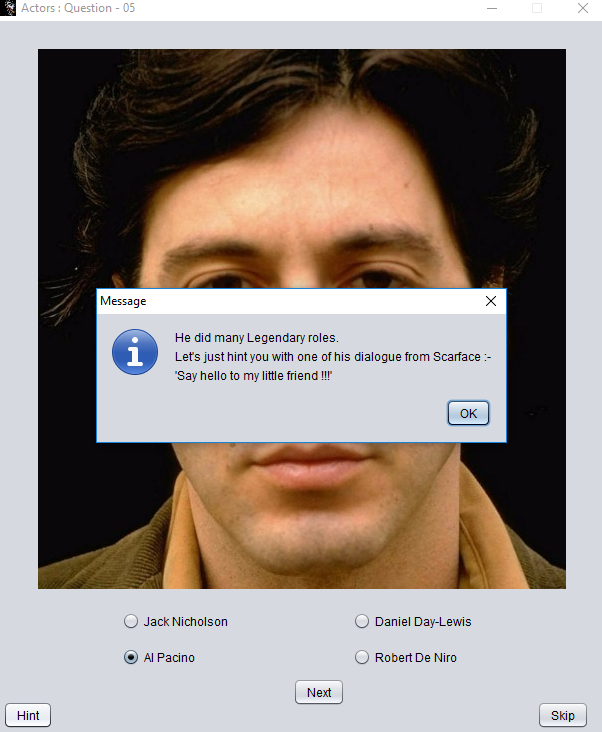 Actors : Question - 05
Message
He did many Legendary roles.
Let's just hint you with one of his dialogue from Scarface :-
'Say hello to my little friend !!!'
OK
Jack Nicholson
Daniel Day-Lewis
Al Pacino
Robert De Niro
Next
Hint
Skip